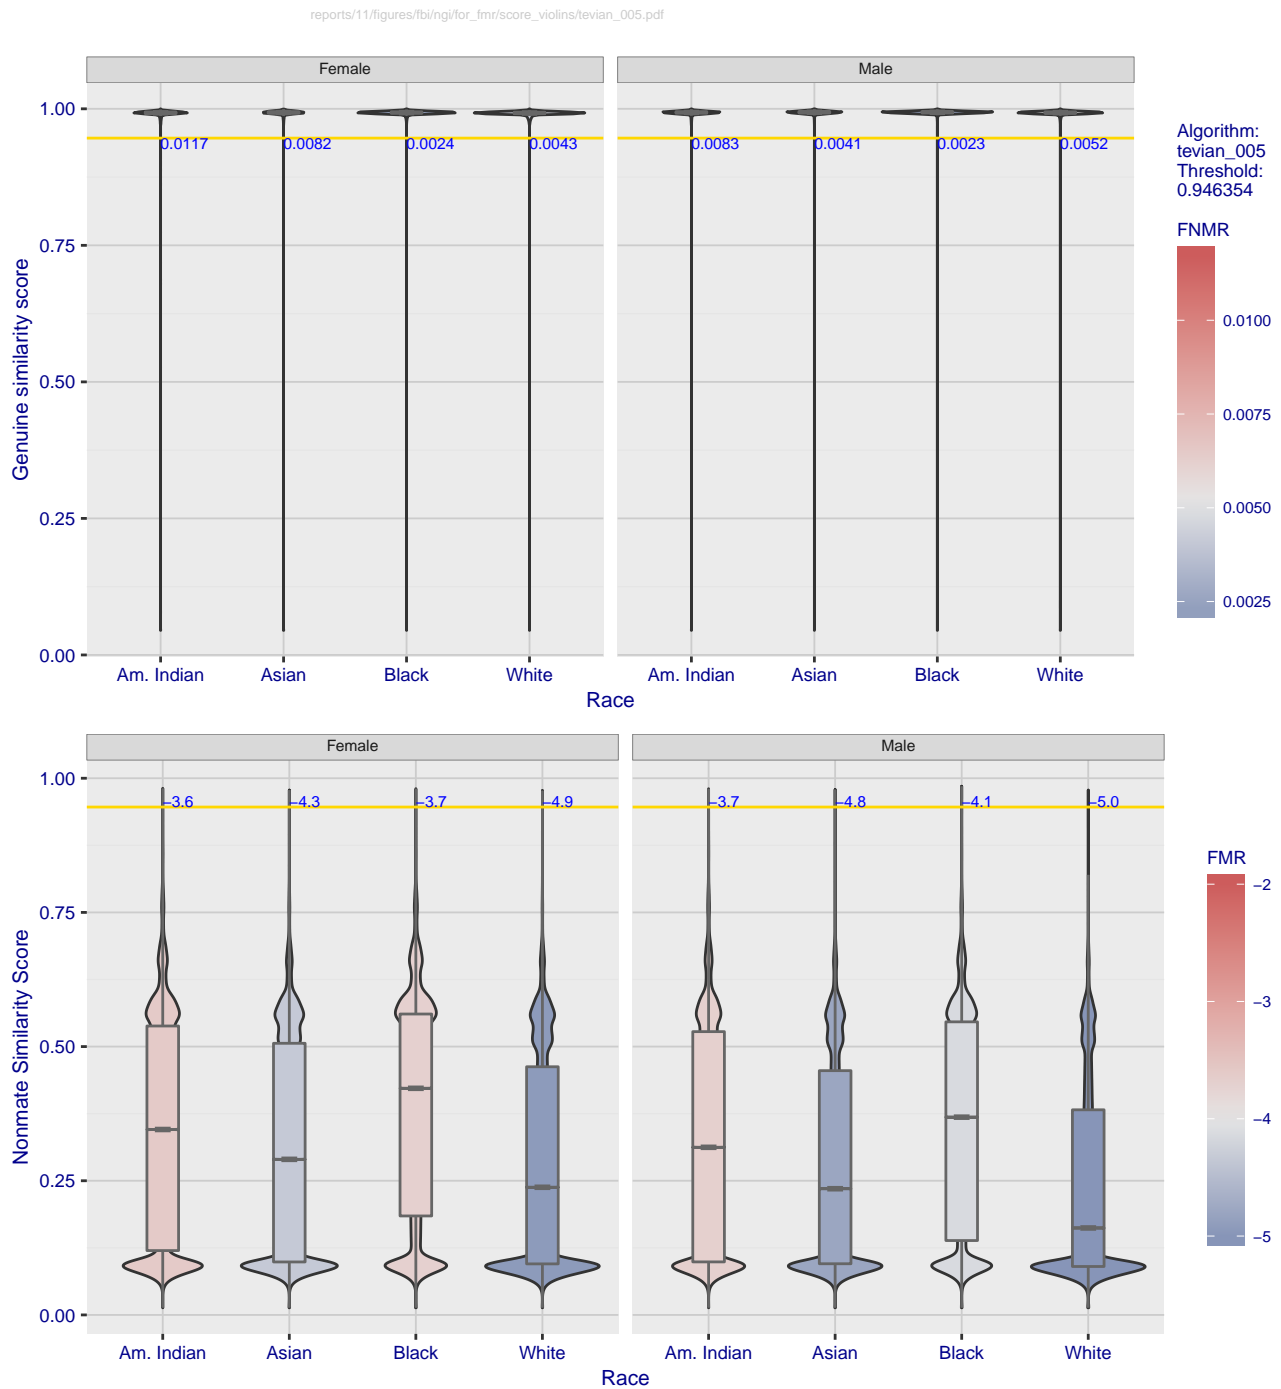 reports/11/figures/fbi/ngi/for_fmr/score_violins/tevian_005.pdf
Female Male
1.00
0.75
0.50
0.25
0.00
Genuine similarity score
0.0117 0.0082 0.0024 0.0043 0.0083 0.0041 0.0023 0.0052
Am. Indian Asian Black White Am. Indian Asian Black White
Race
Algorithm:
tevian_005
Threshold:
0.946354
FNMR
0.0100
0.0075
0.0050
0.0025
Female Male
1.00
0.75
0.50
0.25
0.00
Nonmate Similarity Score
−3.6 −4.3 −3.7 −4.9 −3.7 −4.8 −4.1 −5.0
Am. Indian Asian Black White Am. Indian Asian Black White
Race
FMR
−2
−3
−4
−5